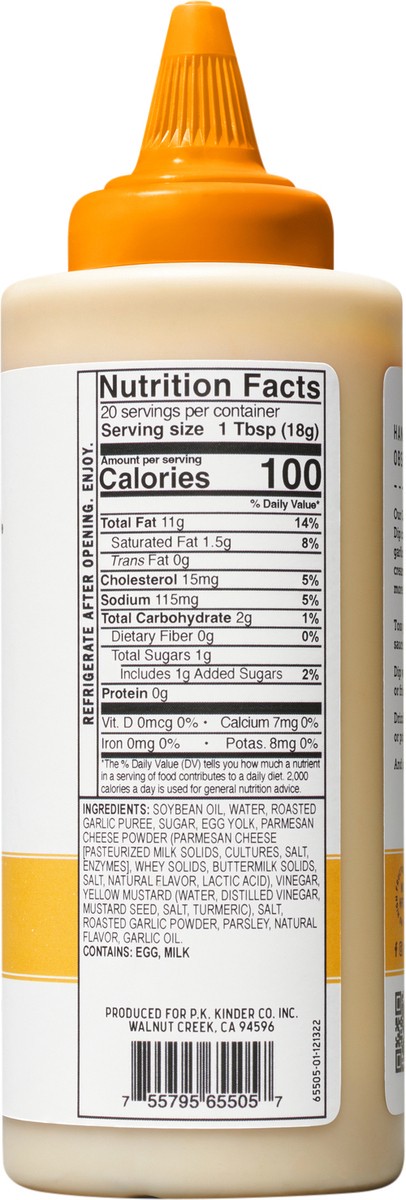 REFRIGERATE AFTER OPENING. ENJOY.
Nutrition Facts
20 servings per container
Serving size 1 Tbsp (18g)
Amount per serving
Calories 100
% Daily Value*
Total Fat 11g 14%
Saturated Fat 1.5g 8%
Trans Fat 0g
Cholesterol 15mg 5%
Sodium 115mg 5%
Total Carbohydrate 2g 1%
Dietary Fiber 0g 0%
Total Sugars 1g
Includes 1g Added Sugars 2%
Protein 0g
Vit. D 0mcg 0% • Calcium 7mg 0%
Iron 0mg 0% • Potas. 8mg 0%
*The % Daily Value (DV) tells you how much a nutrient
in a serving of food contributes to a daily diet. 2,000
calories a day is used for general nutrition advice.
INGREDIENTS: SOYBEAN OIL, WATER, ROASTED
GARLIC PUREE, SUGAR, EGG YOLK, PARMESAN
CHEESE POWDER (PARMESAN CHEESE
[PASTEURIZED MILK SOLIDS, CULTURES, SALT,
ENZYMES], WHEY SOLIDS, BUTTERMILK SOLIDS,
SALT, NATURAL FLAVOR, LACTIC ACID), VINEGAR,
YELLOW MUSTARD (WATER, DISTILLED VINEGAR,
MUSTARD SEED, SALT, TURMERIC), SALT,
ROASTED GARLIC POWDER, PARSLEY, NATURAL
FLAVOR, GARLIC OIL.
CONTAINS: EGG, MILK
PRODUCED FOR P.K. KINDER CO. INC.
WALNUT CREEK, CA 94596
7 55795 65505 7
65505-01-121322